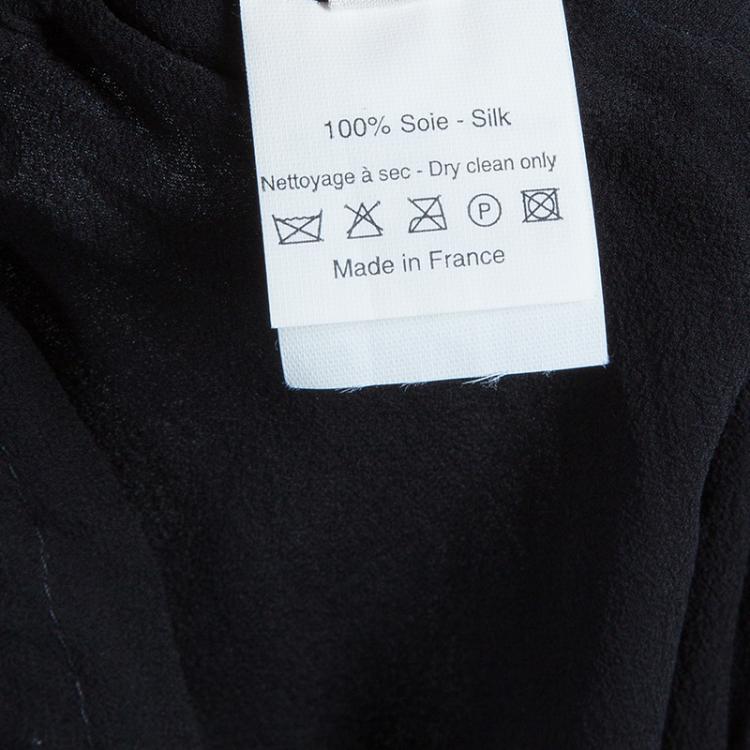 100% Soie - Silk
Nettoyage à sec - Dry clean only
P
Made in France